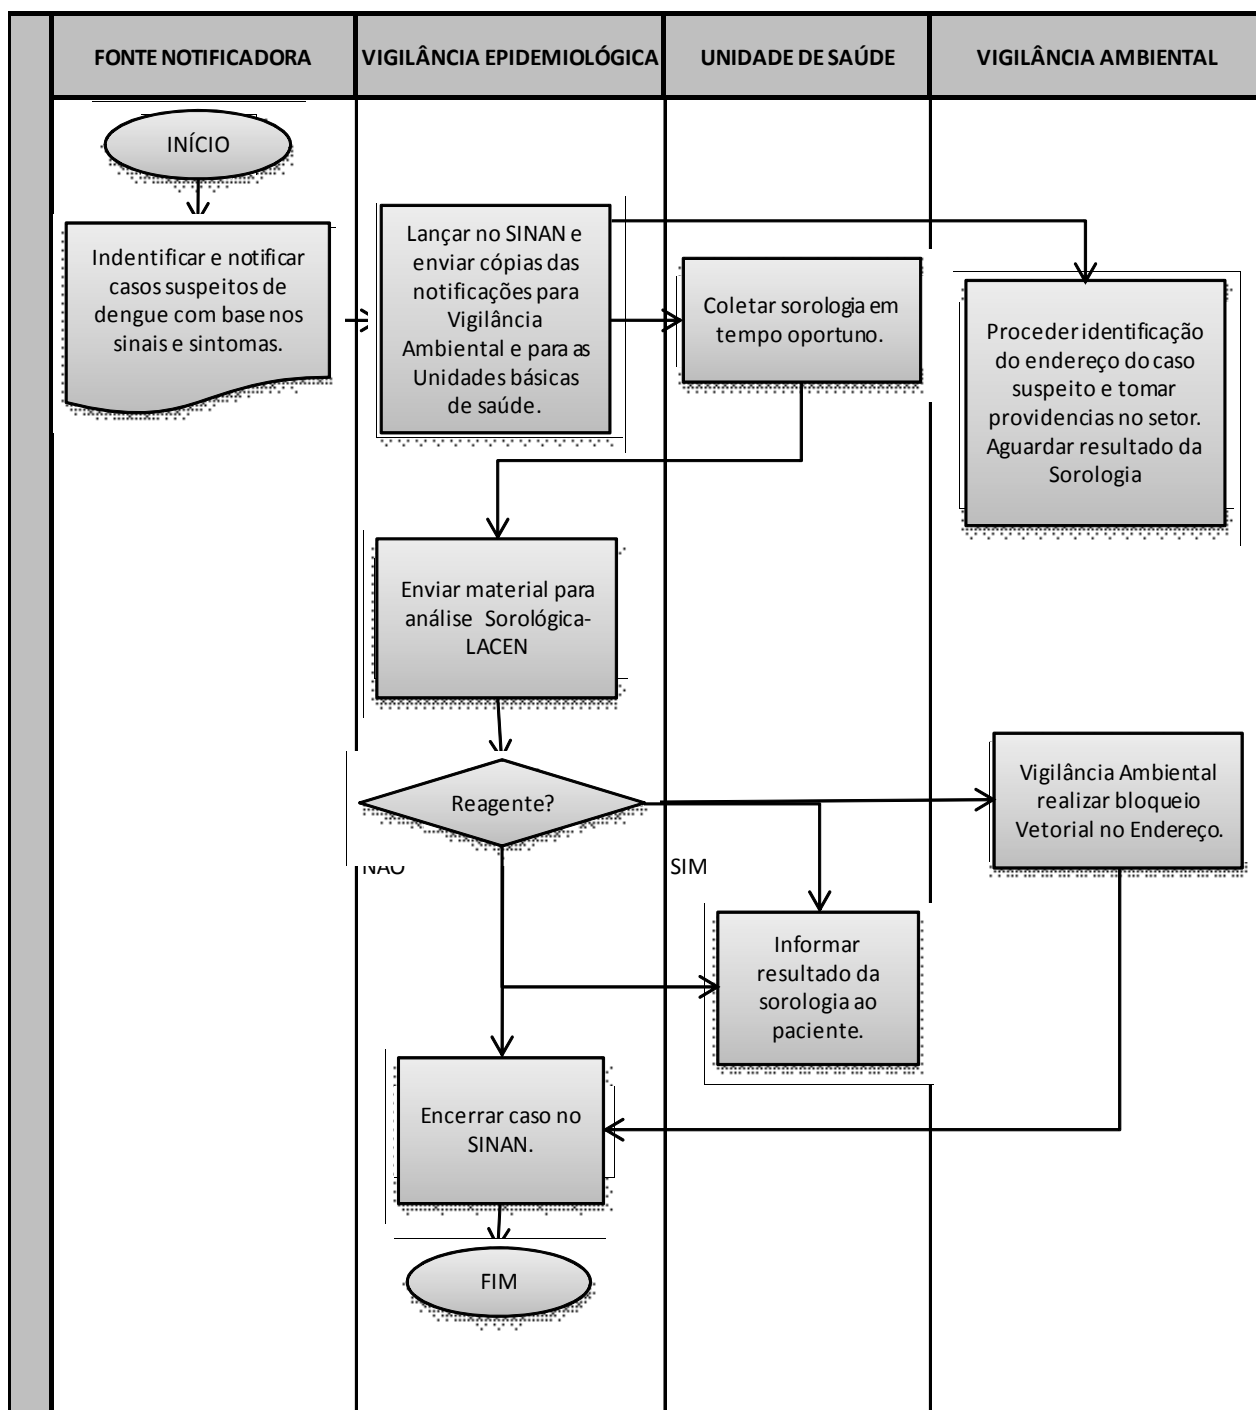 FONTE NOTIFICADORA
VIGILÂNCIA EPIDEMIOLÓGICA
UNIDADE DE SAÚDE
VIGILÂNCIA AMBIENTAL
INÍCIO
Indentificar e notificar
casos suspeitos de
dengue com base nos
sinais e sintomas.
Lançar no SINAN e
enviar cópias das
notificações para
Vigilância
Ambiental e para as
Unidades básicas
de saúde.
Coletar sorologia em
tempo oportuno.
Proceder identificação
do endereço do caso
suspeito e tomar
providencias no setor.
Aguardar resultado da
Sorologia
Enviar material para
análise Sorológica-
LACEN
Reagente?
Vigilância Ambiental
realizar bloqueio
Vetorial no Endereço.
NÃO
SIM
Informar
resultado da
sorologia ao
paciente.
Encerrar caso no
SINAN.
FIM